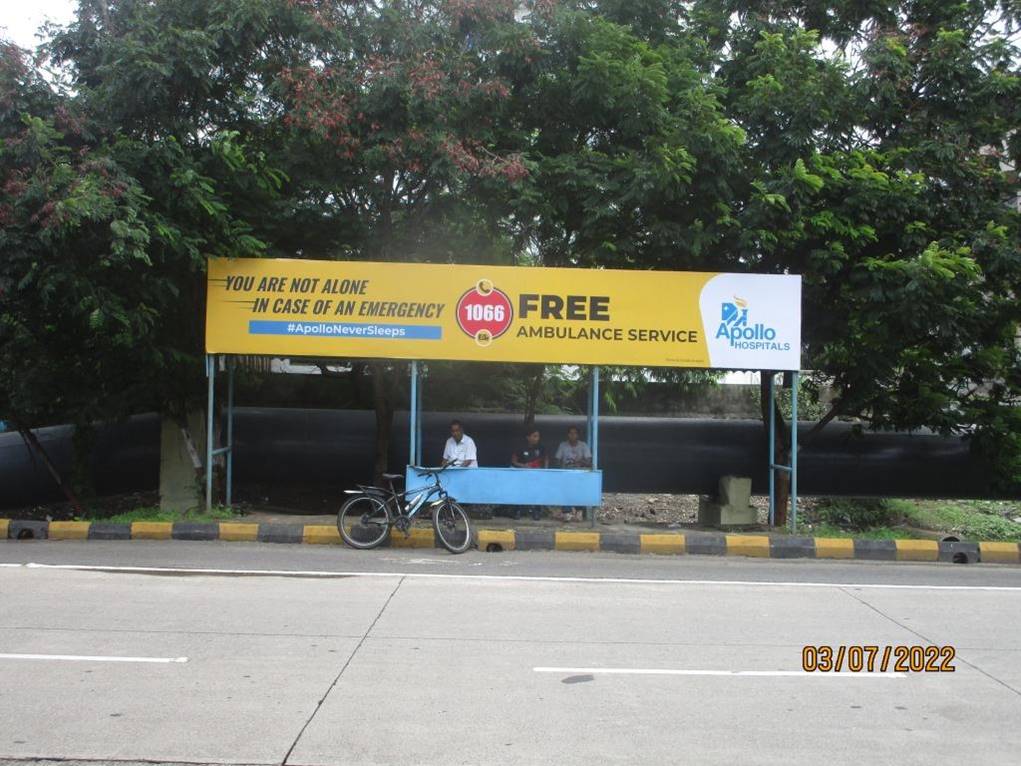 YOU ARE NOT ALONE
IN CASE OF AN EMERGENCY
#ApolloNeverSleeps
1066
FREE
AMBULANCE SERVICE
Apollo
HOSPITALS
03/07/2022